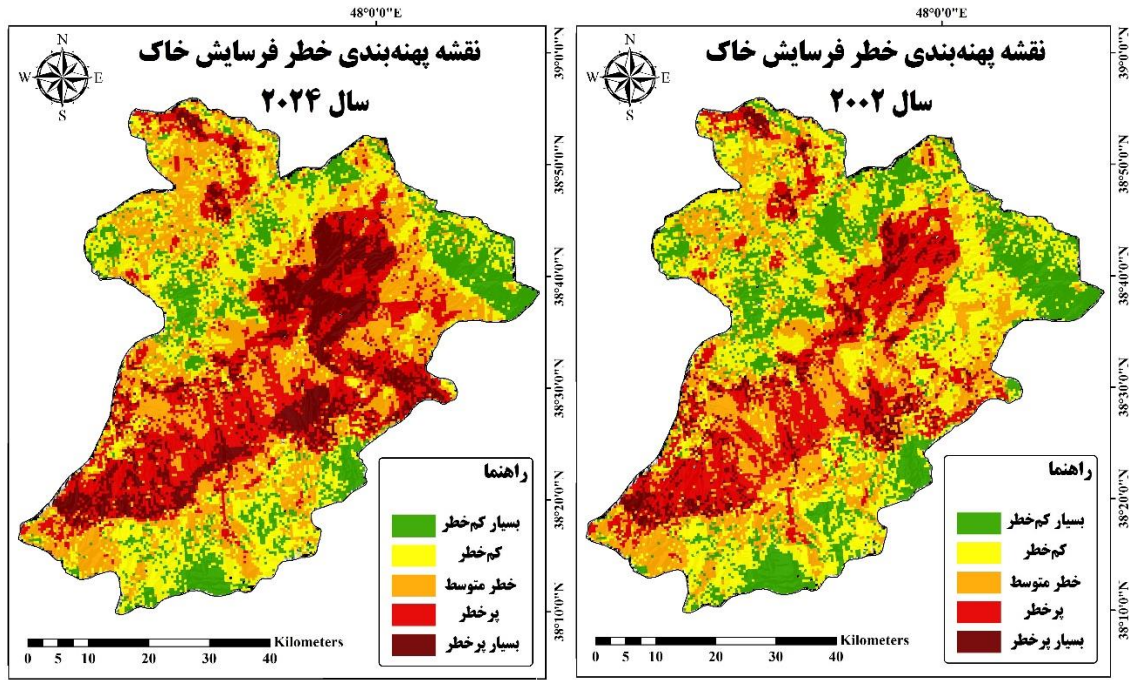 48°0'0"E
نقشه پهنه‌بندی خطر فرسایش خاک
سال ۲۰۲۴
N
W
E
S
راهنما
بسیار کم‌خطر
کم‌خطر
خطر متوسط
پرخطر
بسیار پرخطر
Kilometers
0 5 10 20 30 40
39°0'0"N
38°50'0"N
38°40'0"N
38°30'0"N
38°20'0"N
38°10'0"N
48°0'0"E
نقشه پهنه‌بندی خطر فرسایش خاک
سال ۲۰۰۲
N
W
E
S
راهنما
بسیار کم‌خطر
کم‌خطر
خطر متوسط
پرخطر
بسیار پرخطر
Kilometers
0 5 10 20 30 40
39°0'0"N
38°50'0"N
38°40'0"N
38°30'0"N
38°20'0"N
38°10'0"N